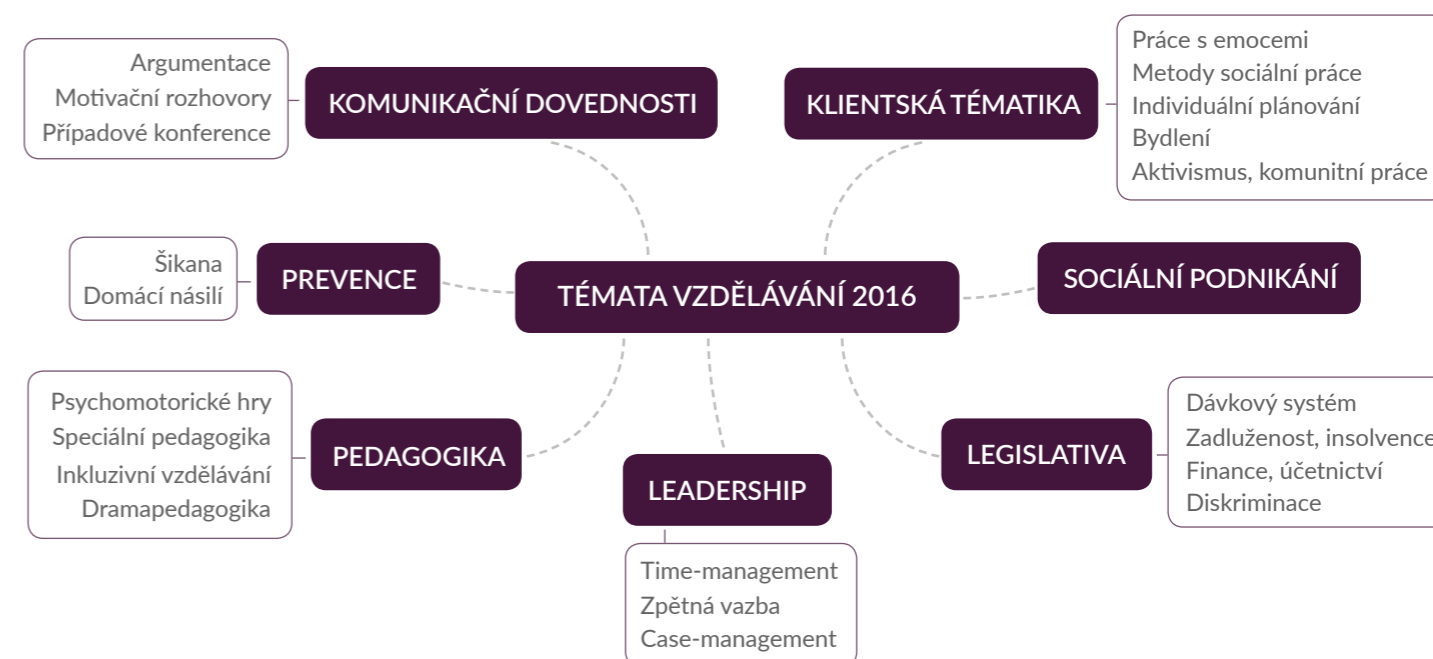 Argumentace
Motivační rozhovory
Případové konference
KOMUNIKAČNÍ DOVEDNOSTI
KLIENTSKÁ TÉMATIKA
Práce s emocemi
Metody sociální práce
Individuální plánování
Bydlení
Aktivismus, komunitní práce
Šikana
Domácí násilí
PREVENCE
TÉMATA VZDĚLÁVÁNÍ 2016
SOCIÁLNÍ PODNIKÁNÍ
Psychomotorické hry
Speciální pedagogika
Inkluzivní vzdělávání
Dramapedagogika
PEDAGOGIKA
LEADERSHIP
Time-management
Zpětná vazba
Case-management
LEGISLATIVA
Dávkový systém
Zadluženost, insolvence
Finance, účetnictví
Diskriminace